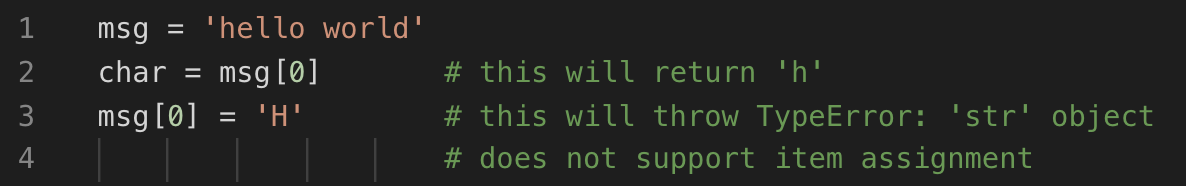 1 msg = 'hello world'
2 char = msg[0] # this will return 'h'
3 msg[0] = 'H' # this will throw TypeError: 'str' object
4 # does not support item assignment